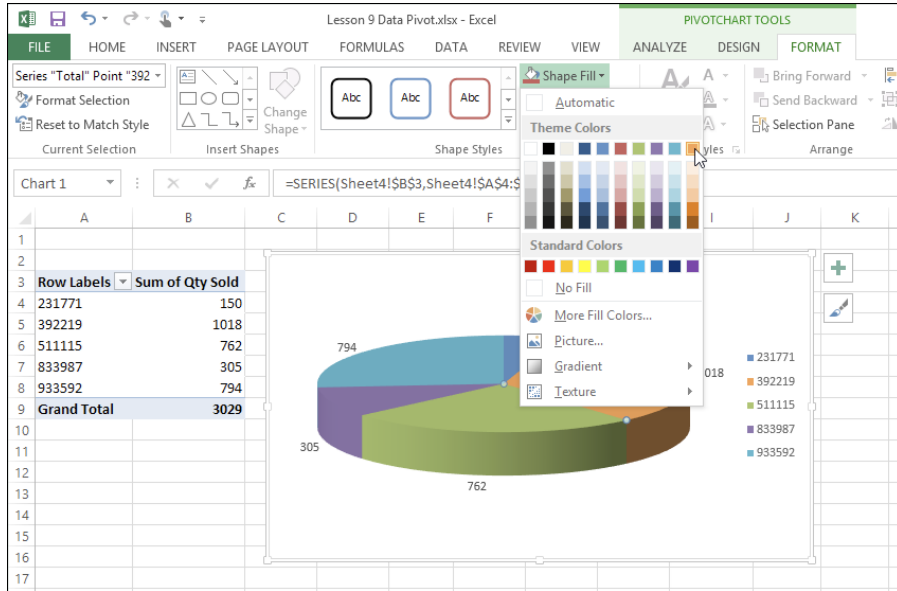 Lesson 9 Data Pivot.xlsx - Excel
PIVOTCHART TOOLS
FILE HOME INSERT PAGE LAYOUT FORMULAS DATA REVIEW VIEW ANALYZE DESIGN FORMAT
Series "Total" Point "392
Format Selection
Reset to Match Style
Current Selection
Change
Shape
Insert Shapes
Abc Abc Abc
Shape Styles
Shape Fill
Bring Forward
Send Backward
Selection Pane
Arrange
yles
Automatic
Theme Colors
Standard Colors
No Fill
More Fill Colors...
Picture...
Gradient
Texture
Chart 1
fx
=SERIES(Sheet4!$B$3,Sheet4!$A$4:$
A B C D E F I J K
1
2
3 Row Labels Sum of Qty Sold
4 231771 150
5 392219 1018
6 511115 762
7 833987 305
8 933592 794
9 Grand Total 3029
10
11
12
13
14
15
16
17
794
018
305
762
231771
392219
511115
833987
933592